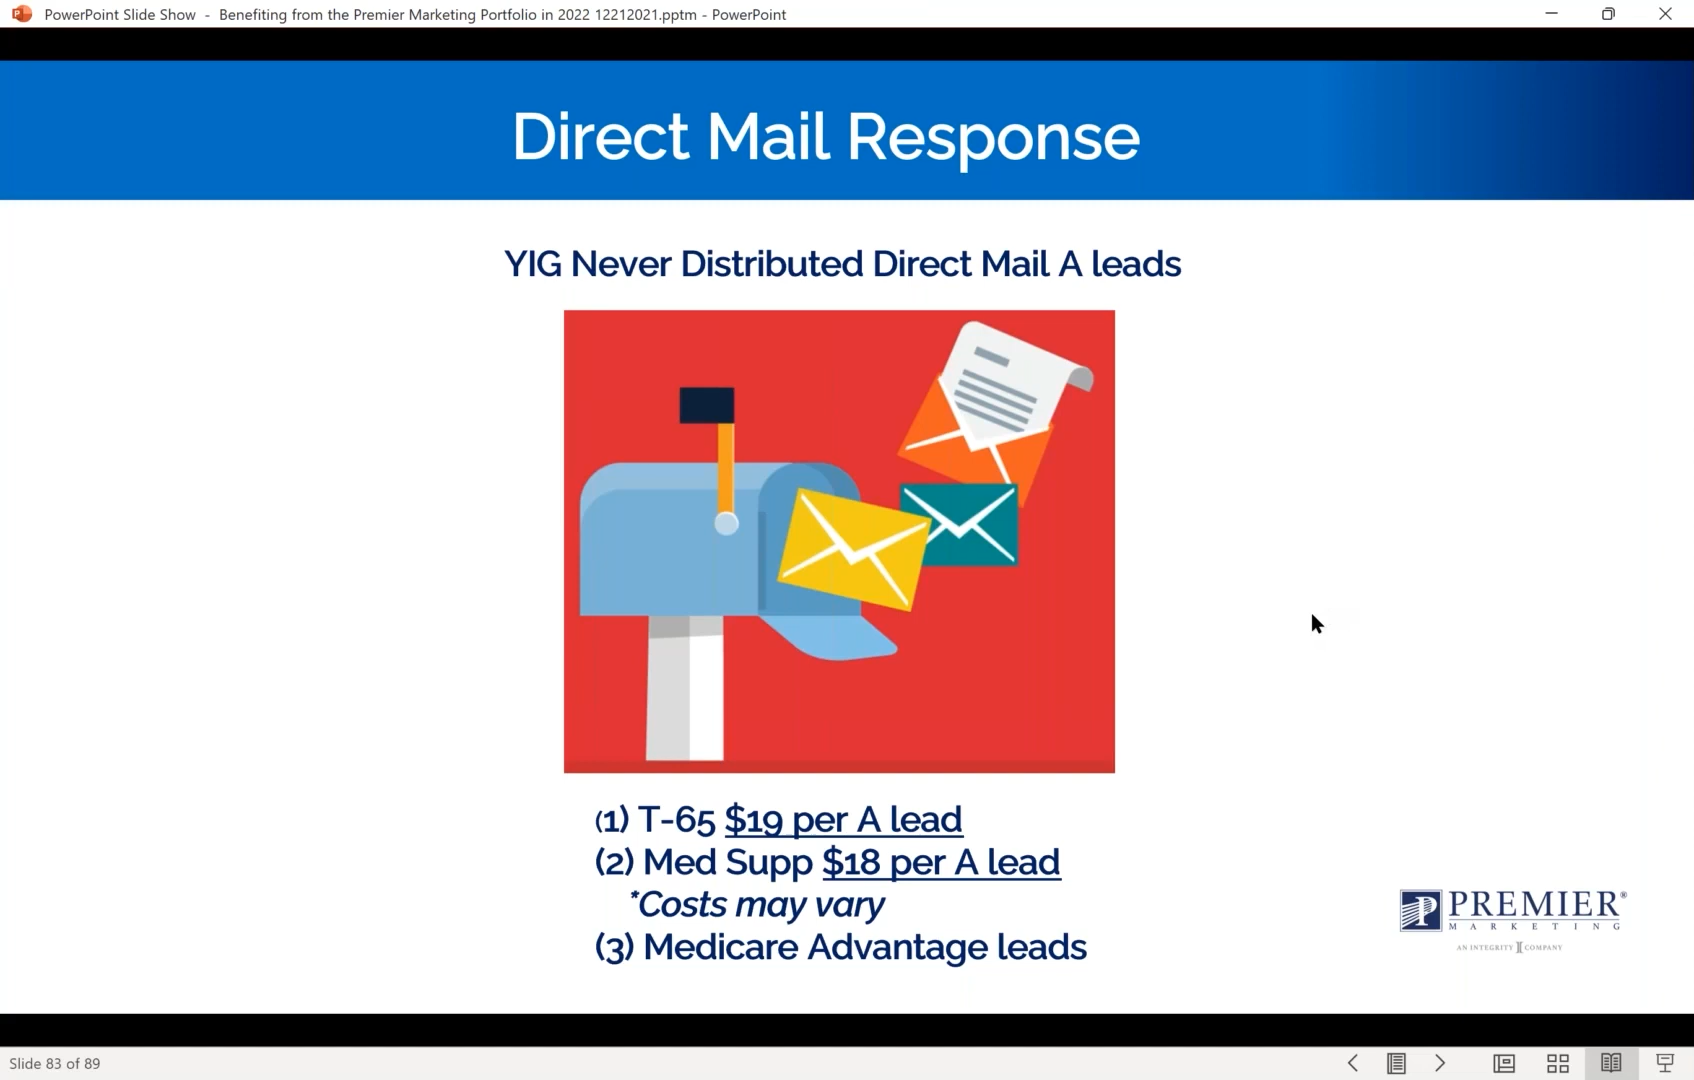 PowerPoint Slide Show - Benefiting from the Premier Marketing Portfolio in 2022 12212021.pptm - PowerPoint
Direct Mail Response
YIG Never Distributed Direct Mail A leads
(1) T-65 $19 per A lead
(2) Med Supp $18 per A lead
*Costs may vary
(3) Medicare Advantage leads
PREMIER®
MARKETING
AN INTEGRITY COMPANY
Slide 83 of 89